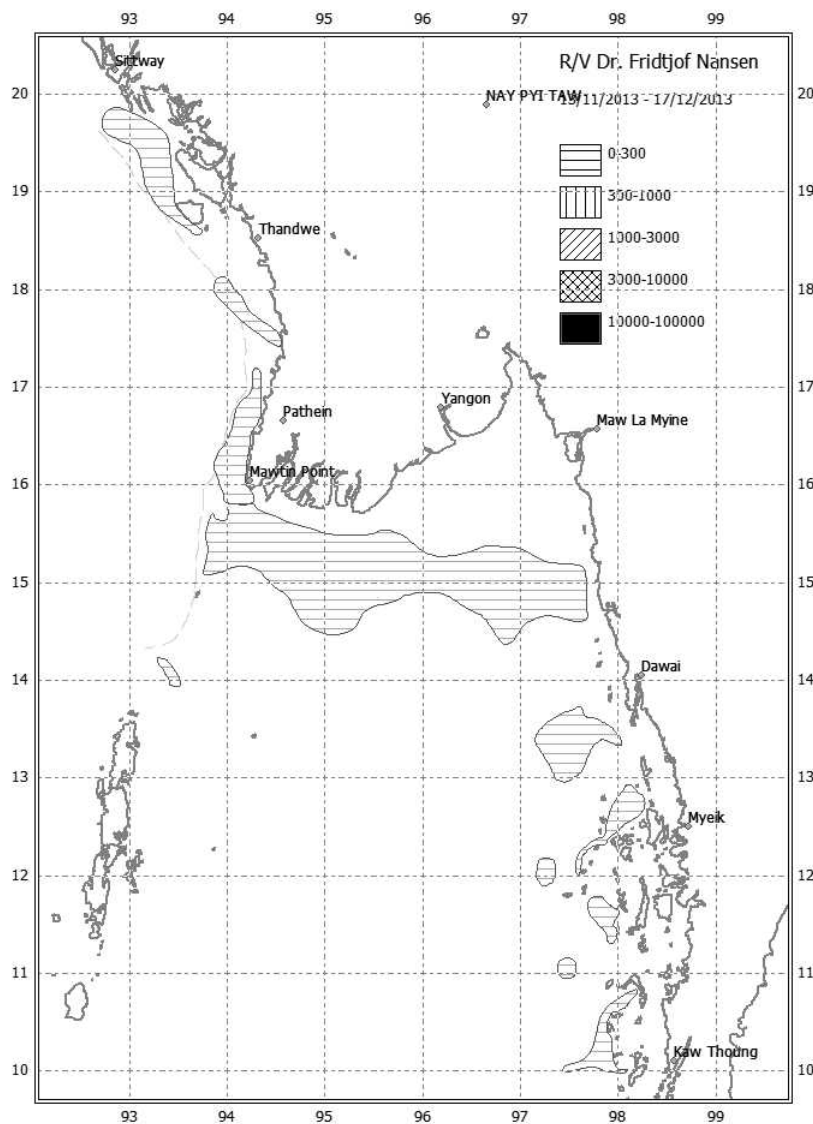 93 94 95 96 97 98 99
R/V Dr. Fridtjof Nansen
Sittway
20 20
NAY PYI TAW
13/11/2013 - 17/12/2013
0-300
19 19
300-1000
Thandwe
1000-3000
18 18
3000-10000
10000-100000
17 17
Pathein
Yangon
Maw La Myine
Mawtin Point
16 16
15 15
Dawai
14 14
13 13
Myeik
12 12
11 11
Kaw Thoung
10 10
93 94 95 96 97 98 99